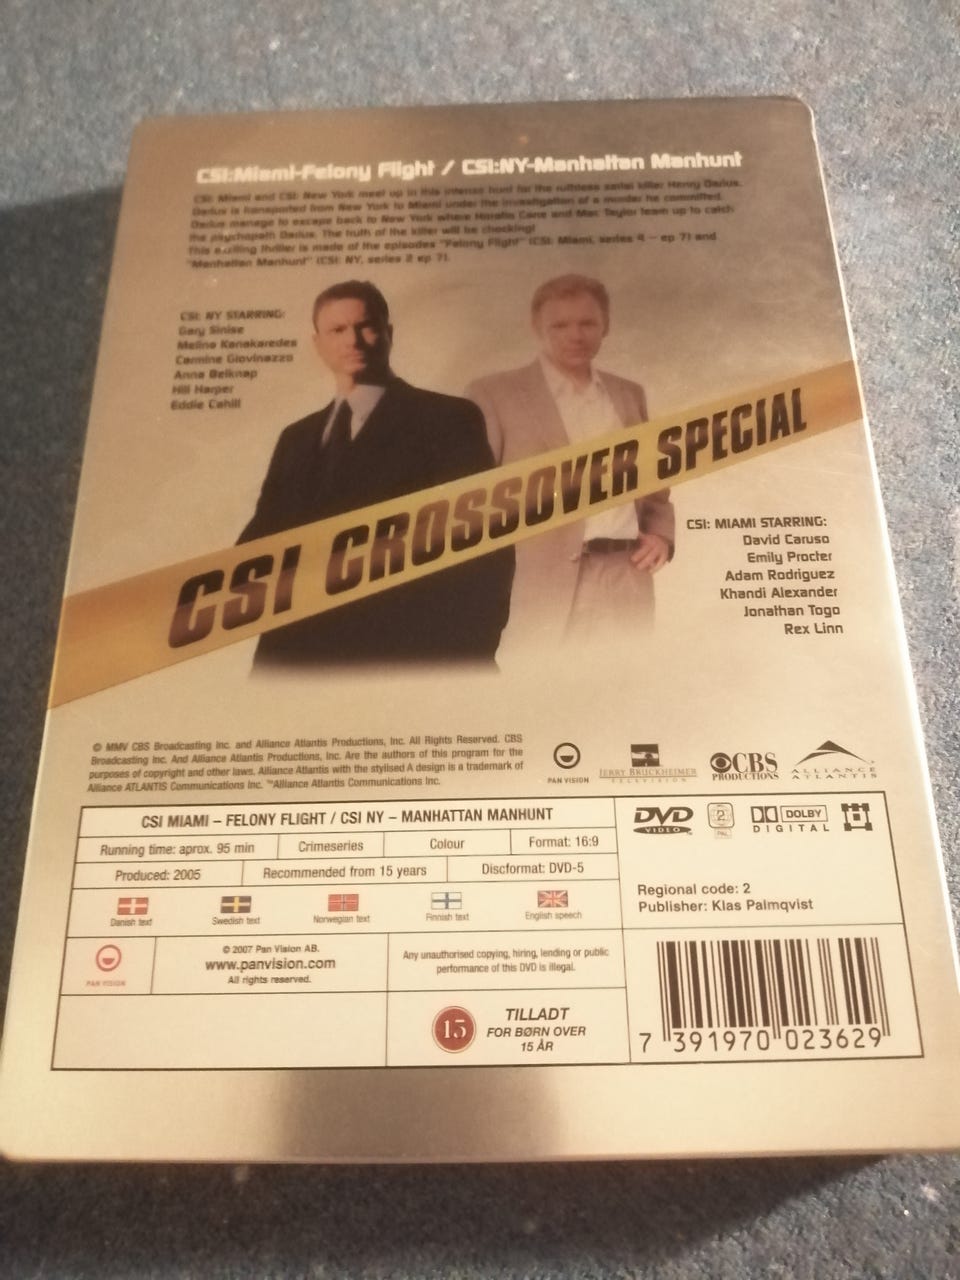 CSI:Miami-Felony Flight / CSI:NY-Manhattan Manhunt
CSI: Miami and CSI: New York meet up in this intense hunt for the ruthless serial killer Henry Darius.
Darius is transported from New York to Miami under the investigation of a murder he committed.
Darius manage to escape back to New York where Horatio Cane and Mac Taylor team up to catch
the psychopath Darius. The truth of the killer will be chocking!
This exciting thriller is made of the episodes "Felony Flight" (CSI: Miami, series 4 - ep 7) and
"Manhattan Manhunt" (CSI: NY, series 2 ep 7).
CSI: NY STARRING:
Gary Sinise
Melina Kanakaredes
Carmine Giovinazzo
Anna Belknap
Hill Harper
Eddie Cahill
CSI CROSSOVER SPECIAL
CSI: MIAMI STARRING:
David Caruso
Emily Procter
Adam Rodriguez
Khandi Alexander
Jonathan Togo
Rex Linn
© MMV CBS Broadcasting Inc. and Alliance Atlantis Productions, Inc. All Rights Reserved. CBS
Broadcasting Inc. And Alliance Atlantis Productions, Inc. Are the authors of this program for the
purposes of copyright and other laws. Alliance Atlantis with the stylised A design is a trademark of
Alliance ATLANTIS Communications Inc. ™Alliance Atlantis Communications Inc.
PAN VISION
JERRY BRUCKHEIMER
TELEVISION
CBS
PRODUCTIONS
ALLIANCE
ATLANTIS
CSI MIAMI – FELONY FLIGHT / CSI NY – MANHATTAN MANHUNT
Running time: aprox. 95 min
Crimeseries
Colour
Format: 16:9
Produced: 2005
Recommended from 15 years
Discformat: DVD-5
Danish text
Swedish text
Norwegian text
Finnish text
English speech
DVD
VIDEO
2
PAL
DOLBY
DIGITAL
Regional code: 2
Publisher: Klas Palmqvist
PAN VISION
© 2007 Pan Vision AB.
www.panvision.com
All rights reserved.
Any unauthorised copying, hiring, lending or public
performance of this DVD is illegal.
15
TILLADT
FOR BØRN OVER
15 ÅR
7 391970 023629